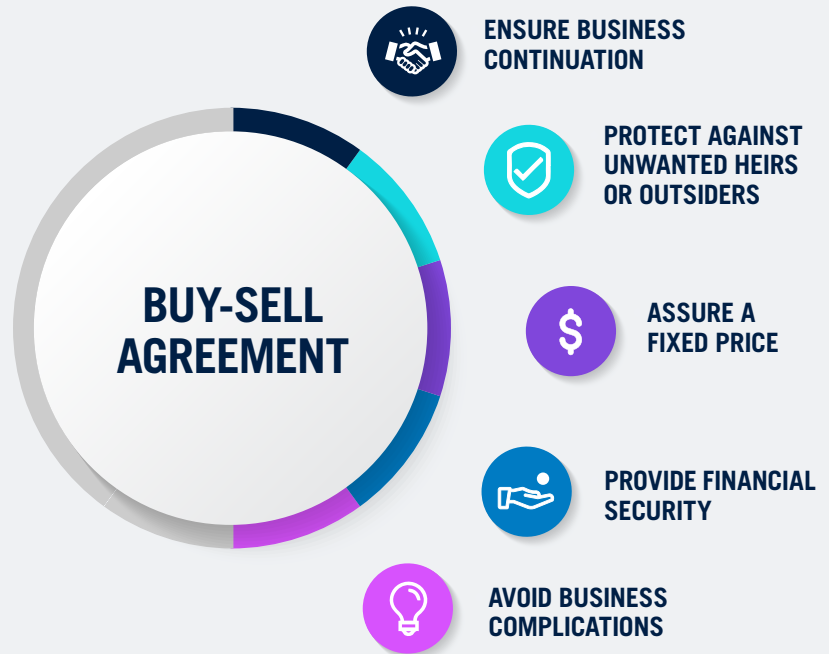 ENSURE BUSINESS
CONTINUATION
PROTECT AGAINST
UNWANTED HEIRS
OR OUTSIDERS
BUY-SELL
AGREEMENT
$
ASSURE A
FIXED PRICE
PROVIDE FINANCIAL
SECURITY
AVOID BUSINESS
COMPLICATIONS